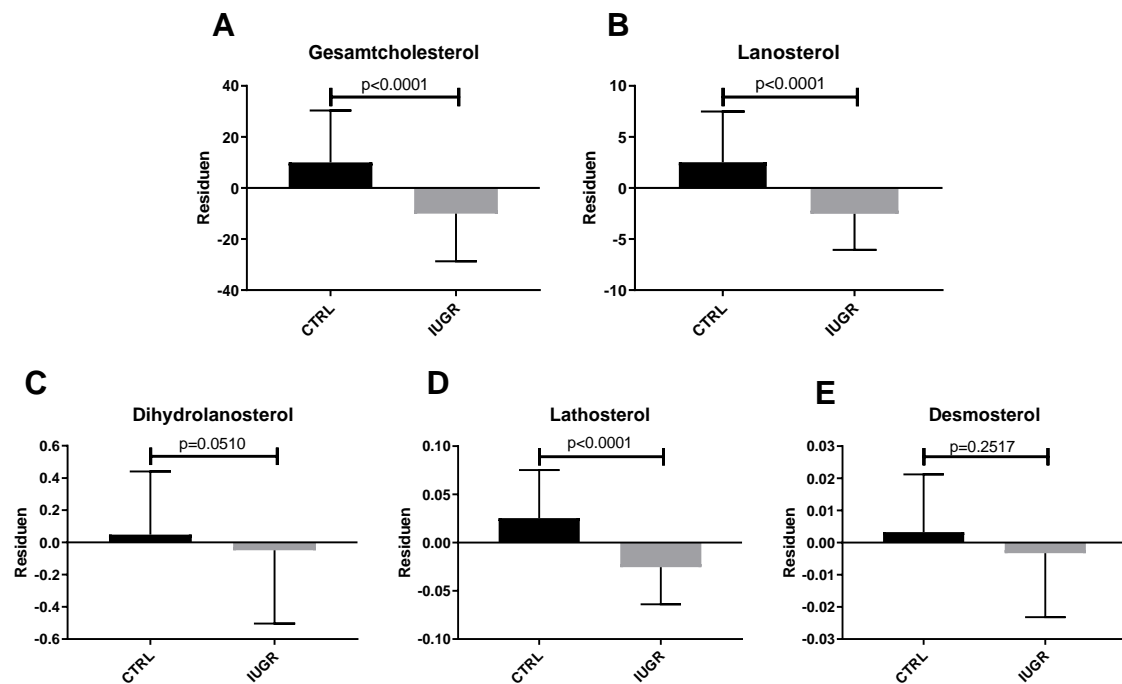 A
Gesamtcholesterol
p<0.0001
Residuen
40
20
0
-20
-40
CTRL
IUGR
B
Lanosterol
p<0.0001
Residuen
10
5
0
-5
-10
CTRL
IUGR
C
Dihydrolanosterol
p=0.0510
Residuen
0.6
0.4
0.2
0.0
-0.2
-0.4
-0.6
CTRL
IUGR
D
Lathosterol
p<0.0001
Residuen
0.10
0.05
0.00
-0.05
-0.10
CTRL
IUGR
E
Desmosterol
p=0.2517
Residuen
0.03
0.02
0.01
0.00
-0.01
-0.02
-0.03
CTRL
IUGR